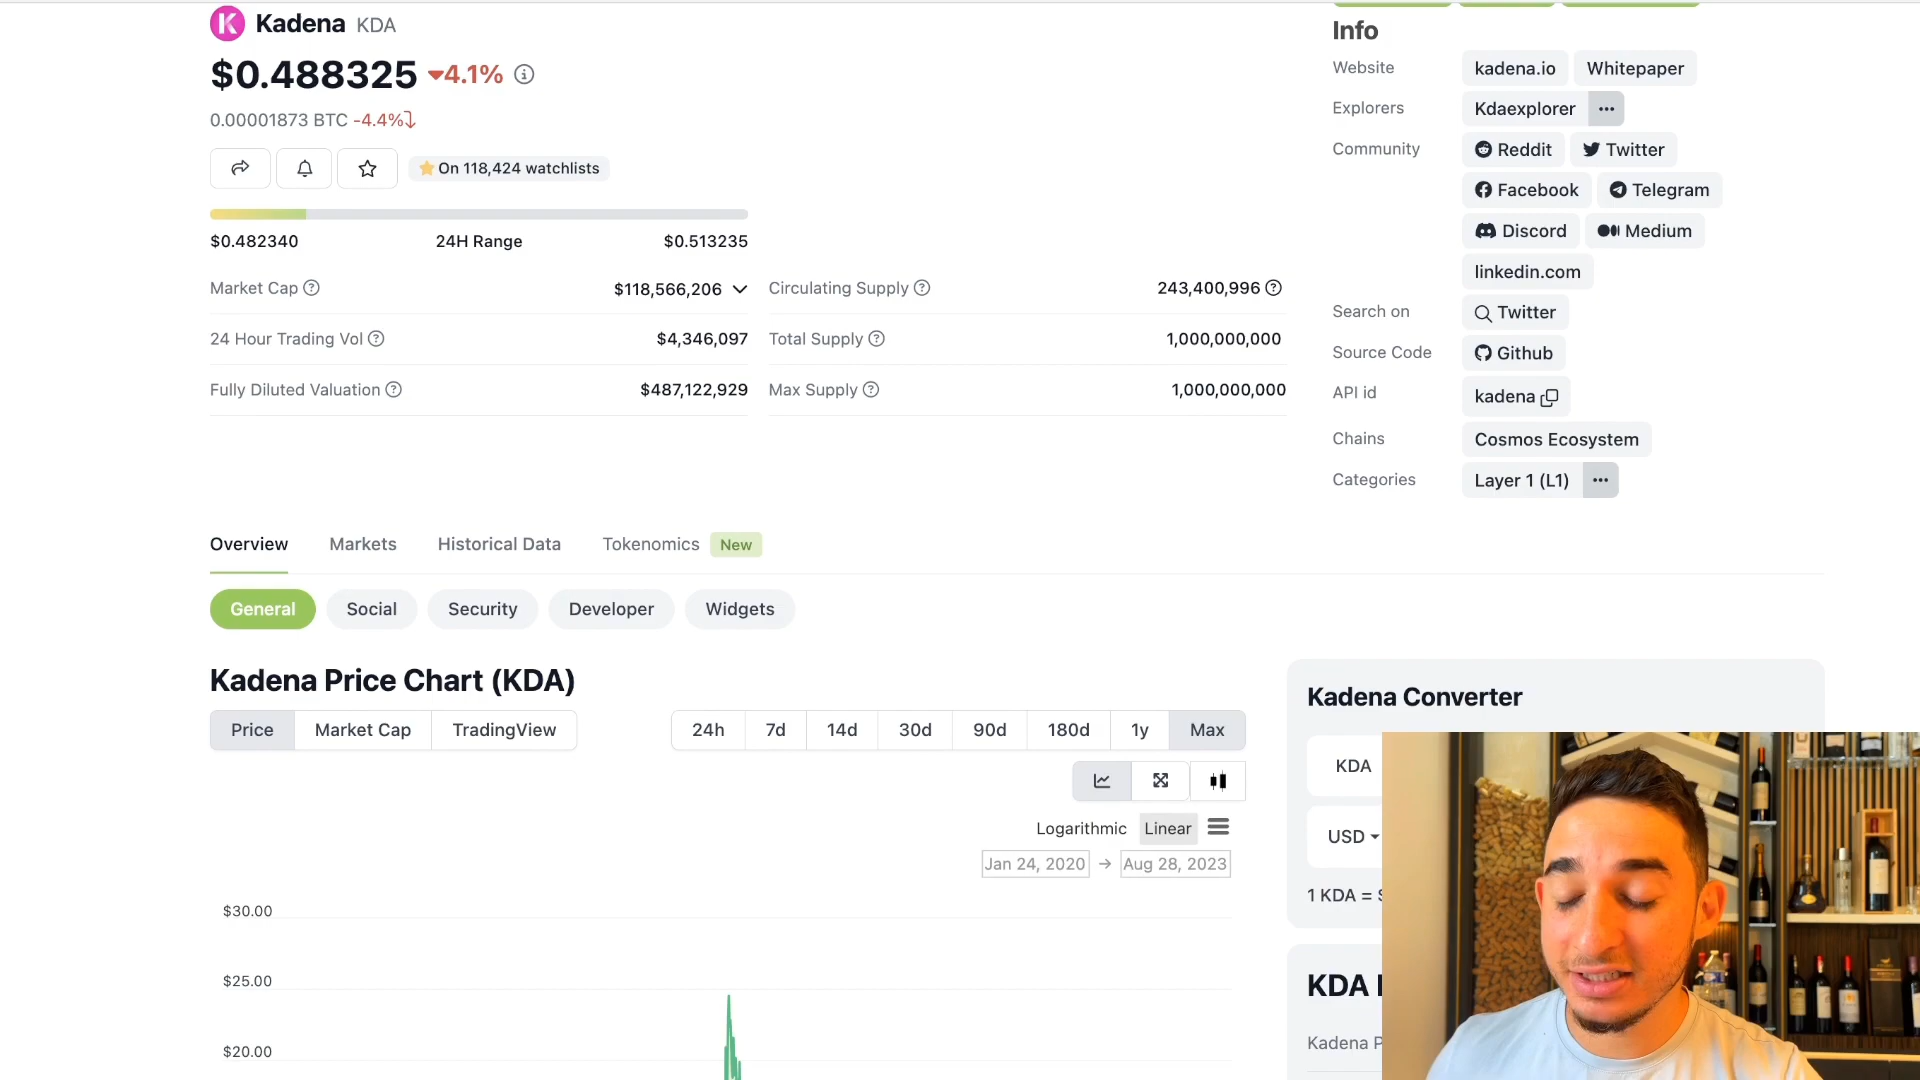 Kadena KDA
$0.488325 4.1%
0.00001873 BTC -4.4%
On 118,424 watchlists
$0.482340 24H Range $0.513235
Market Cap $118,566,206
24 Hour Trading Vol $4,346,097
Fully Diluted Valuation $487,122,929
Circulating Supply 243,400,996
Total Supply 1,000,000,000
Max Supply 1,000,000,000
Info
Website kadena.io Whitepaper
Explorers Kdaexplorer
Community Reddit Twitter
Facebook Telegram
Discord Medium
linkedin.com
Search on Twitter
Source Code Github
API id kadena
Chains Cosmos Ecosystem
Categories Layer 1 (L1)
Overview Markets Historical Data Tokenomics New
General Social Security Developer Widgets
Kadena Price Chart (KDA)
Price Market Cap TradingView 24h 7d 14d 30d 90d 180d 1y Max
Logarithmic Linear
Jan 24, 2020 → Aug 28, 2023
$30.00
$25.00
$20.00
Kadena Converter
KDA
USD
1 KDA =
KDA
Kadena P